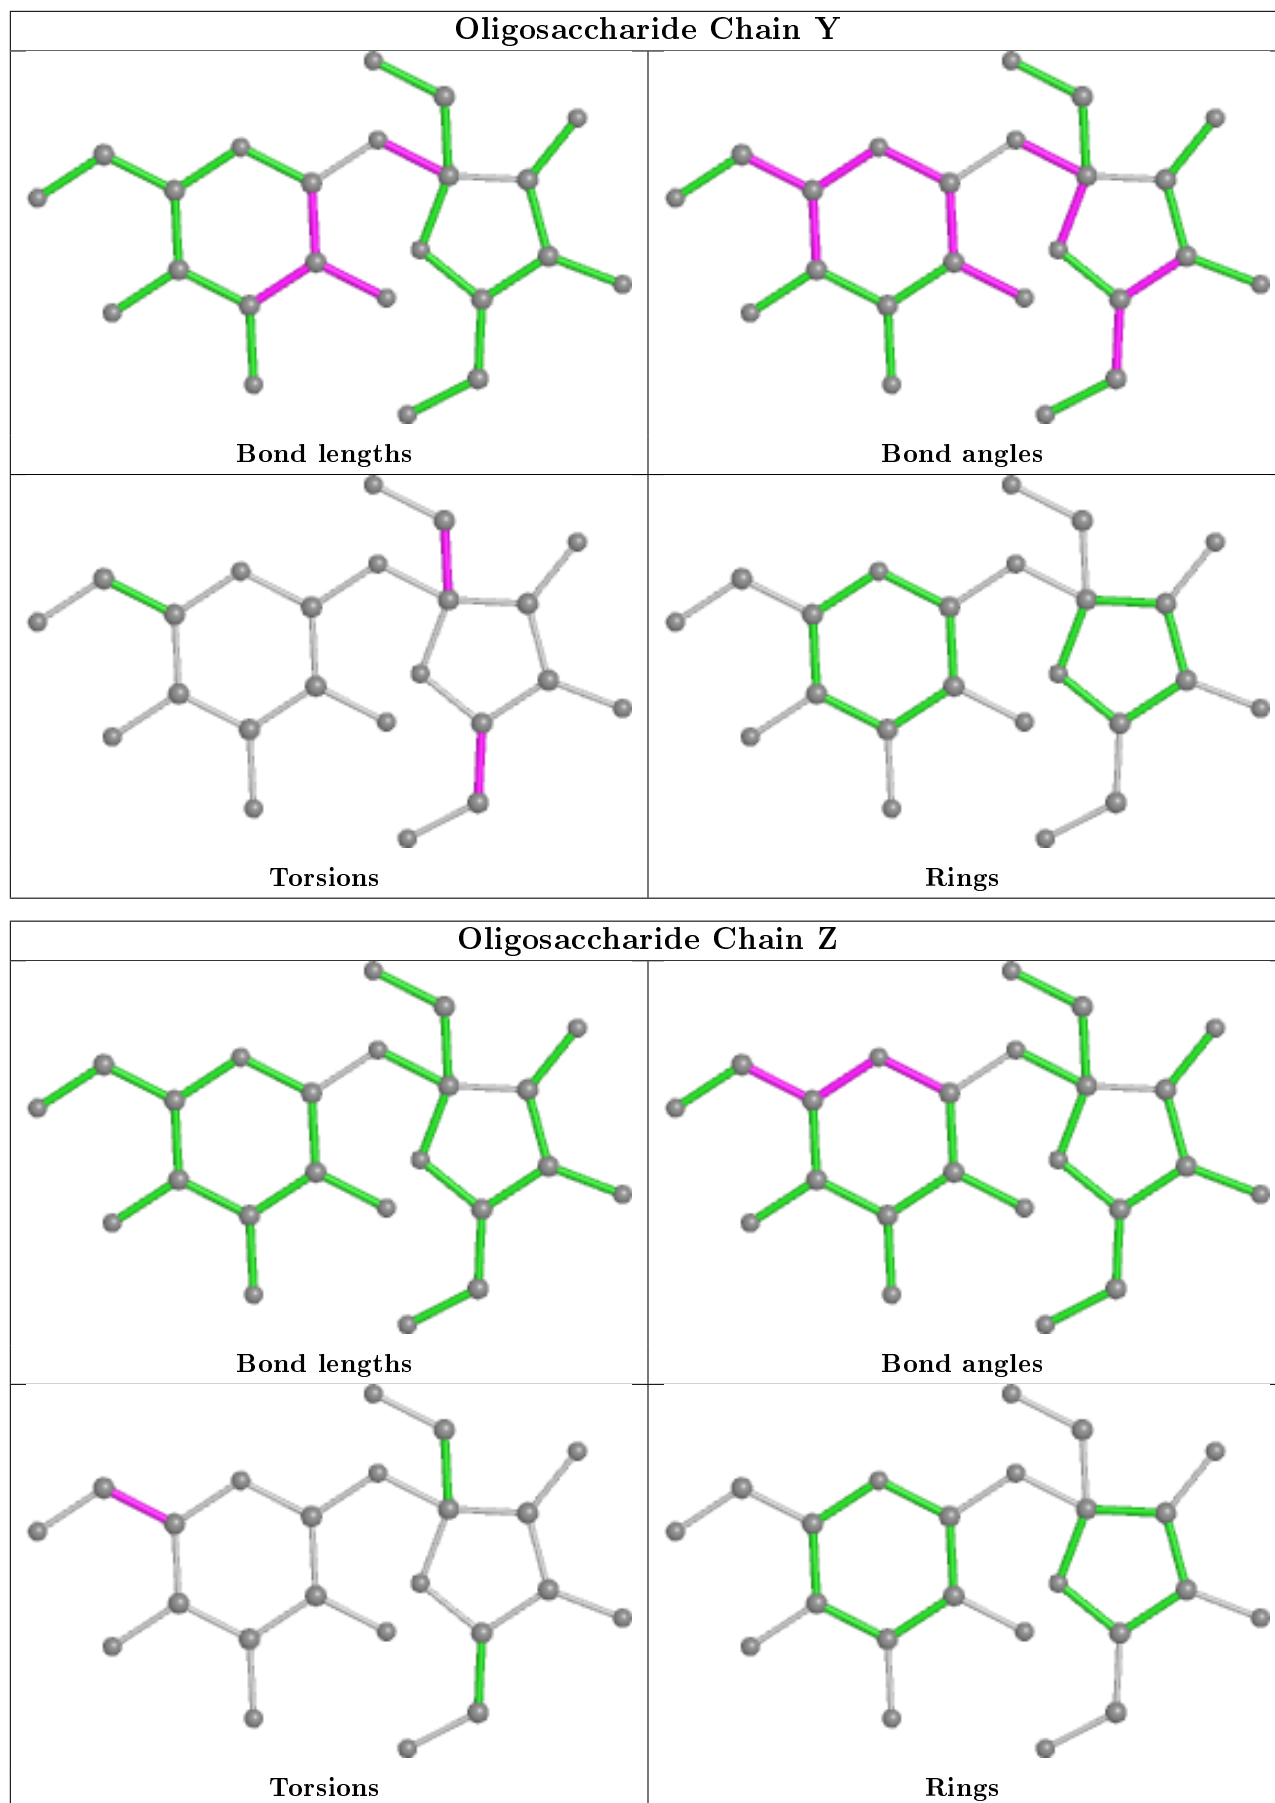 Oligosaccharide Chain Y
Bond lengths
Bond angles
Torsions
Rings
Oligosaccharide Chain Z
Bond lengths
Bond angles
Torsions
Rings